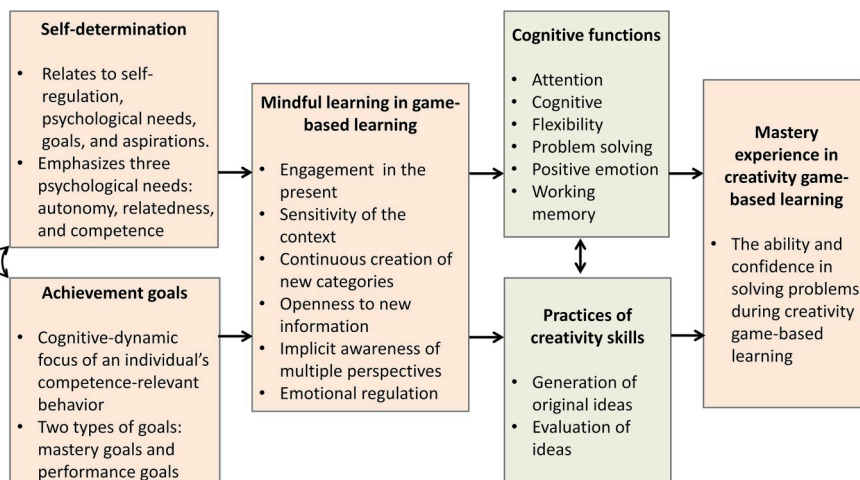 Self-determination
• Relates to self-
regulation,
psychological needs,
goals, and aspirations.
• Emphasizes three
psychological needs:
autonomy, relatedness,
and competence
Achievement goals
• Cognitive-dynamic
focus of an individual's
competence-relevant
behavior
• Two types of goals:
mastery goals and
performance goals
Mindful learning in game-
based learning
• Engagement in the
present
• Sensitivity of the
context
• Continuous creation of
new categories
• Openness to new
information
• Implicit awareness of
multiple perspectives
• Emotional regulation
Cognitive functions
• Attention
• Cognitive
• Flexibility
• Problem solving
• Positive emotion
• Working
memory
Practices of
creativity skills
• Generation of
original ideas
• Evaluation of
ideas
Mastery
experience in
creativity game-
based learning
• The ability and
confidence in
solving problems
during creativity
game-based
learning